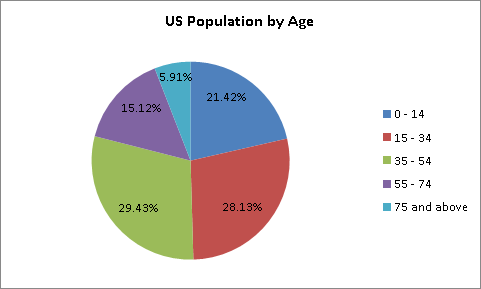 US Population by Age
5.91%
21.42%
15.12%
29.43%
28.13%
0 - 14
15 - 34
35 - 54
55 - 74
75 and above